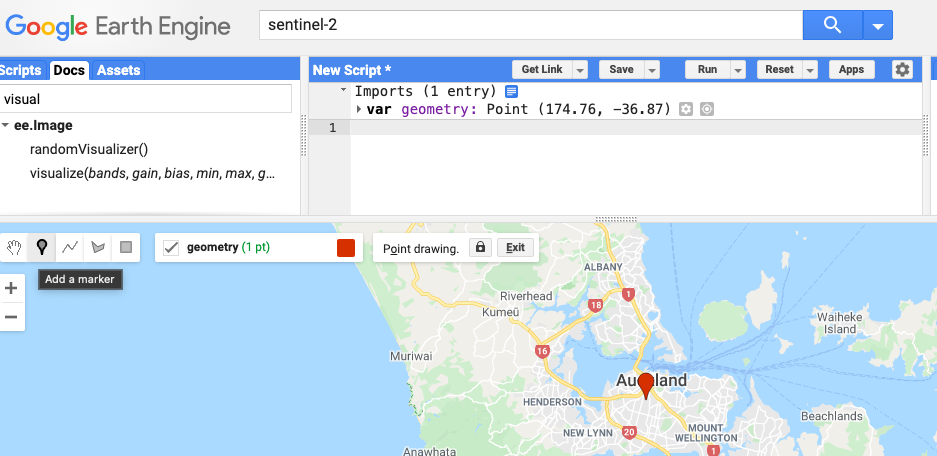 Google Earth Engine
sentinel-2
Scripts Docs Assets
visual
ee.Image
randomVisualizer()
visualize(bands, gain, bias, min, max, g...
New Script *
Get Link Save Run Reset Apps
Imports (1 entry)
var geometry: Point (174.76, -36.87)
1
geometry (1 pt)
Point drawing. Exit
Add a marker
ALBANY
1
Riverhead
18
Kumeū
Waiheke
Island
16
Muriwai
Auckland
HENDERSON
Beachlands
NEW LYNN
20
MOUNT
WELLINGTON
1
Anawhata